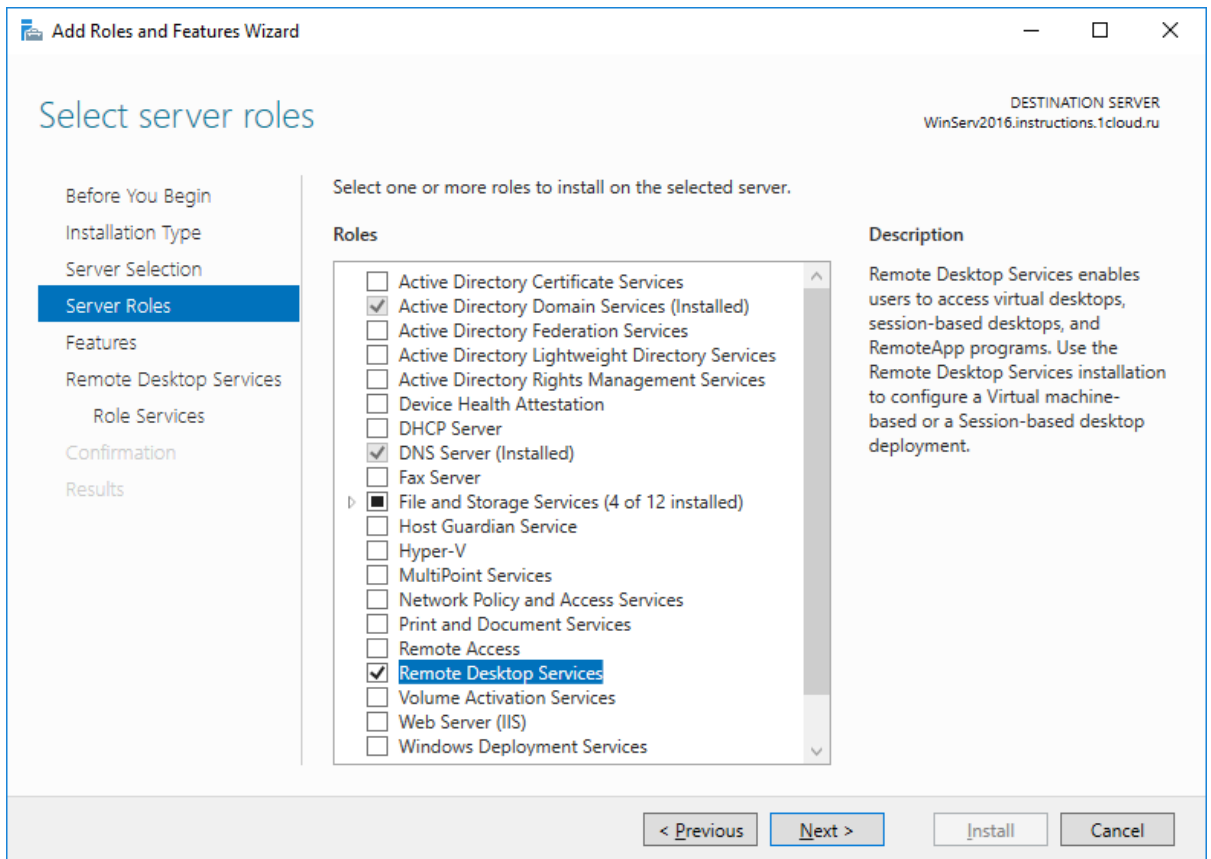 Add Roles and Features Wizard
Select server roles
DESTINATION SERVER
WinServ2016.instructions.1cloud.ru
Before You Begin
Installation Type
Server Selection
Server Roles
Features
Remote Desktop Services
Role Services
Confirmation
Results
Select one or more roles to install on the selected server.
Roles
Active Directory Certificate Services
Active Directory Domain Services (Installed)
Active Directory Federation Services
Active Directory Lightweight Directory Services
Active Directory Rights Management Services
Device Health Attestation
DHCP Server
DNS Server (Installed)
Fax Server
File and Storage Services (4 of 12 installed)
Host Guardian Service
Hyper-V
MultiPoint Services
Network Policy and Access Services
Print and Document Services
Remote Access
Remote Desktop Services
Volume Activation Services
Web Server (IIS)
Windows Deployment Services
Description
Remote Desktop Services enables
users to access virtual desktops,
session-based desktops, and
RemoteApp programs. Use the
Remote Desktop Services installation
to configure a Virtual machine-
based or a Session-based desktop
deployment.
< Previous
Next >
Install
Cancel